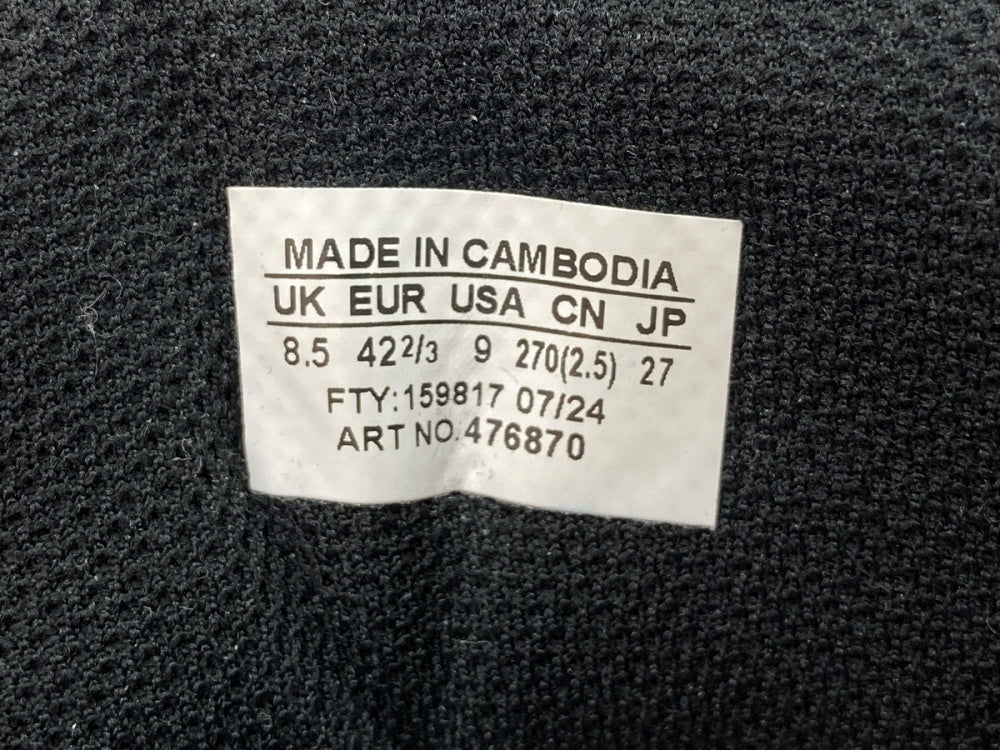 MADE IN CAMBODIA
UK EUR USA CN JP
8.5 42 2/3 9 270(2.5) 27
FTY:159817 07/24
ART NO.476870